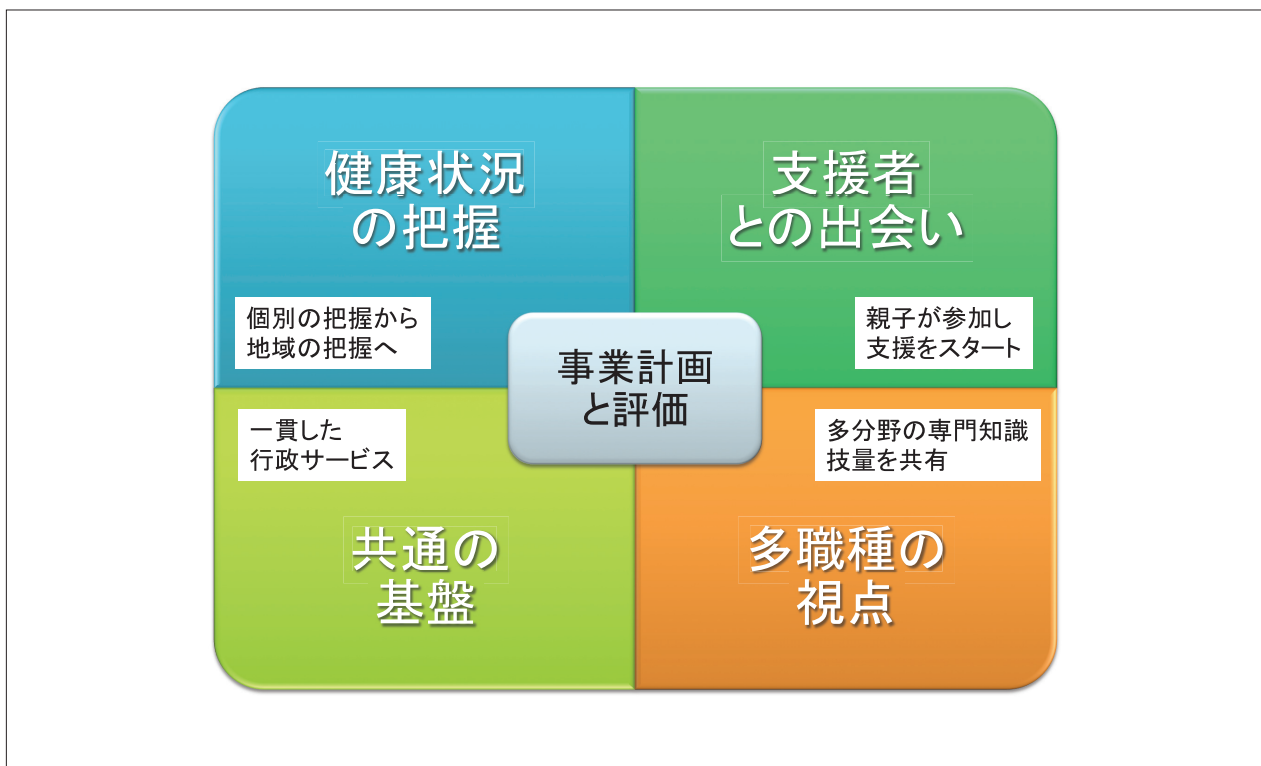 健康状況
の把握
個別の把握から
地域の把握へ
支援者
との出会い
親子が参加し
支援をスタート
事業計画
と評価
一貫した
行政サービス
共通の
基盤
多分野の専門知識
技量を共有
多職種の
視点